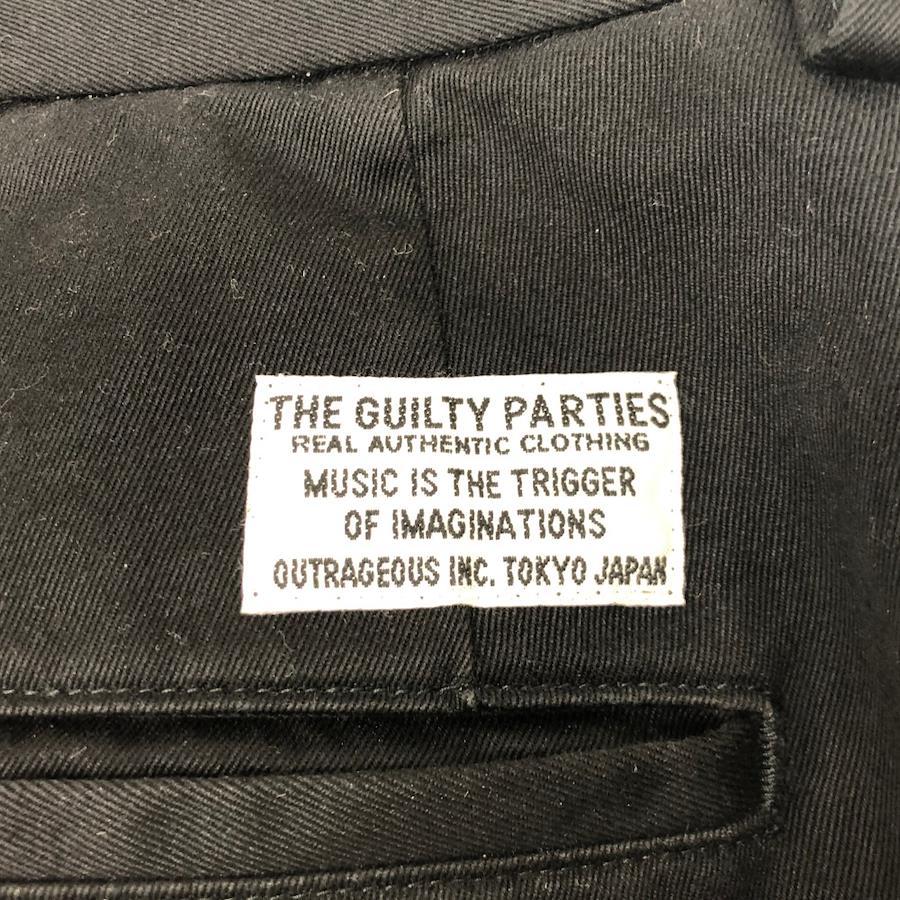 THE GUILTY PARTIES
REAL AUTHENTIC CLOTHING
MUSIC IS THE TRIGGER
OF IMAGINATIONS
OUTRAGEOUS INC. TOKYO JAPAN